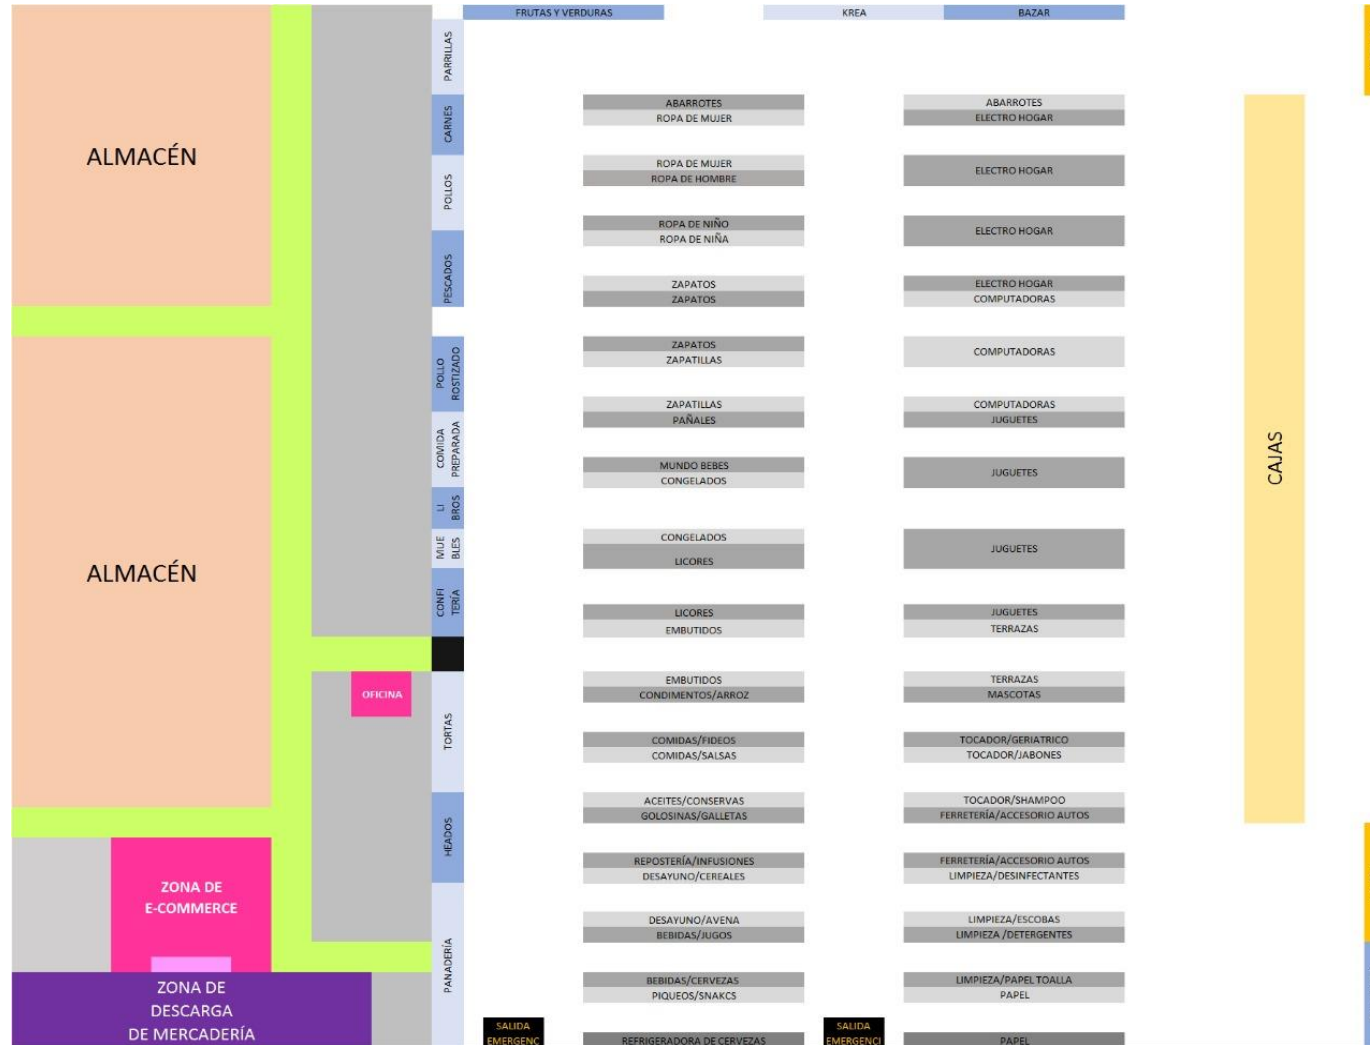 FRUTAS Y VERDURAS
KREA
BAZAR
PARRILLAS
CARNES
POLLOS
PESCADOS
POLLO
ROSTIZADO
COMIDA
PREPARADA
LI
BROS
MUE
BLES
CONFI
TERÍA
TORTAS
HEADOS
PANADERÍA
ALMACÉN
ALMACÉN
OFICINA
ZONA DE
E-COMMERCE
ZONA DE
DESCARGA
DE MERCADERÍA
ABARROTES
ROPA DE MUJER
ROPA DE MUJER
ROPA DE HOMBRE
ROPA DE NIÑO
ROPA DE NIÑA
ZAPATOS
ZAPATOS
ZAPATOS
ZAPATILLAS
ZAPATILLAS
PAÑALES
MUNDO BEBES
CONGELADOS
CONGELADOS
LICORES
LICORES
EMBUTIDOS
EMBUTIDOS
CONDIMENTOS/ARROZ
COMIDAS/FIDEOS
COMIDAS/SALSAS
ACEITES/CONSERVAS
GOLOSINAS/GALLETAS
REPOSTERÍA/INFUSIONES
DESAYUNO/CEREALES
DESAYUNO/AVENA
BEBIDAS/JUGOS
BEBIDAS/CERVEZAS
PIQUEOS/SNAKCS
REFRIGERADORA DE CERVEZAS
ABARROTES
ELECTRO HOGAR
ELECTRO HOGAR
ELECTRO HOGAR
ELECTRO HOGAR
COMPUTADORAS
COMPUTADORAS
COMPUTADORAS
JUGUETES
JUGUETES
JUGUETES
JUGUETES
TERRAZAS
TERRAZAS
MASCOTAS
TOCADOR/GERIATRICO
TOCADOR/JABONES
TOCADOR/SHAMPOO
FERRETERÍA/ACCESORIO AUTOS
FERRETERÍA/ACCESORIO AUTOS
LIMPIEZA/DESINFECTANTES
LIMPIEZA/ESCOBAS
LIMPIEZA /DETERGENTES
LIMPIEZA/PAPEL TOALLA
PAPEL
PAPEL
SALIDA
EMERGENC
SALIDA
EMERGENCI
CAJAS